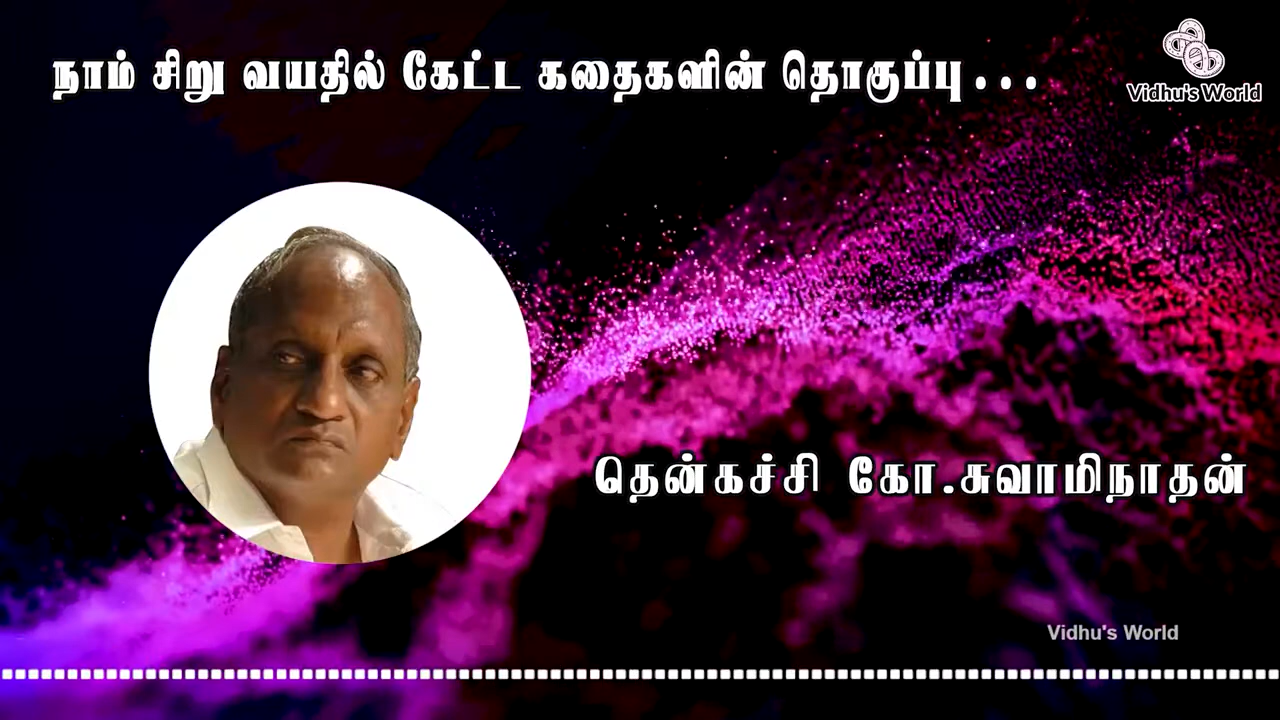 நாம் சிறு வயதில் கேட்ட கதைகளின் தொகுப்பு . . .
Vidhu's World
தென்கச்சி கோ.சுவாமிநாதன்
Vidhu's World